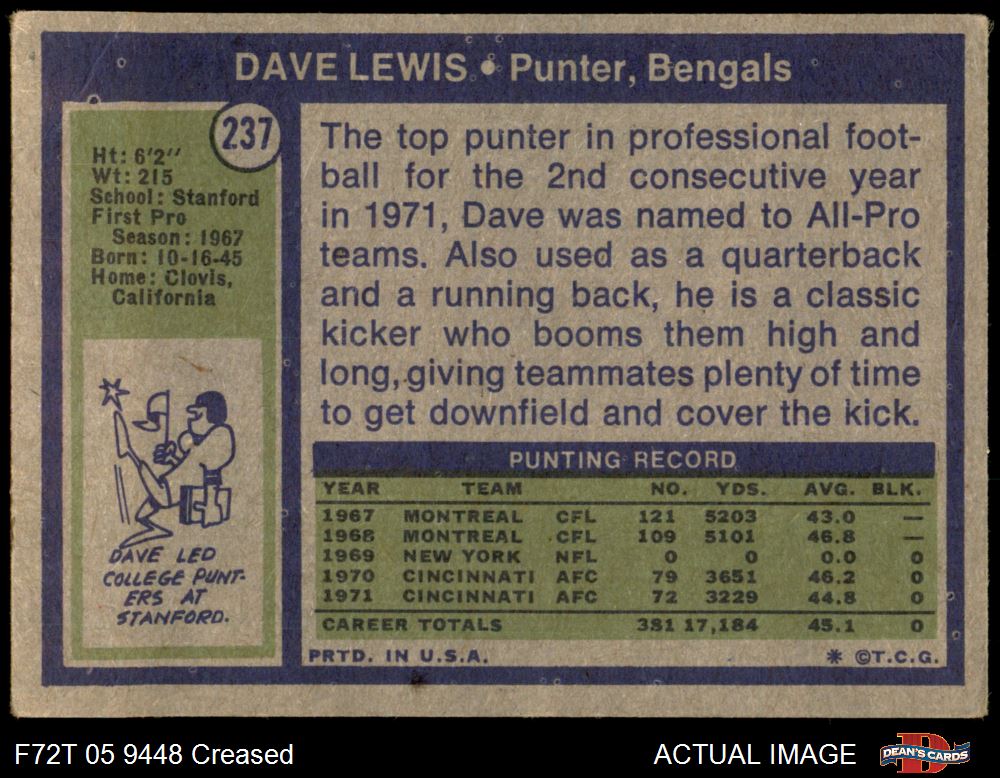 DAVE LEWIS • Punter, Bengals
237
Ht: 6'2''
Wt: 215
School: Stanford
First Pro
Season: 1967
Born: 10-16-45
Home: Clovis,
California
DAVE LED
COLLEGE PUNT-
ERS AT
STANFORD.
The top punter in professional foot-
ball for the 2nd consecutive year
in 1971, Dave was named to All-Pro
teams. Also used as a quarterback
and a running back, he is a classic
kicker who booms them high and
long, giving teammates plenty of time
to get downfield and cover the kick.
PUNTING RECORD
YEAR TEAM NO. YDS. AVG. BLK.
1967 MONTREAL CFL 121 5203 43.0 —
1968 MONTREAL CFL 109 5101 46.8 —
1969 NEW YORK NFL 0 0 0.0 0
1970 CINCINNATI AFC 79 3651 46.2 0
1971 CINCINNATI AFC 72 3229 44.8 0
CAREER TOTALS 381 17,184 45.1 0
PRTD. IN U.S.A. * ©T.C.G.
F72T 05 9448 Creased ACTUAL IMAGE DEAN'S CARDS